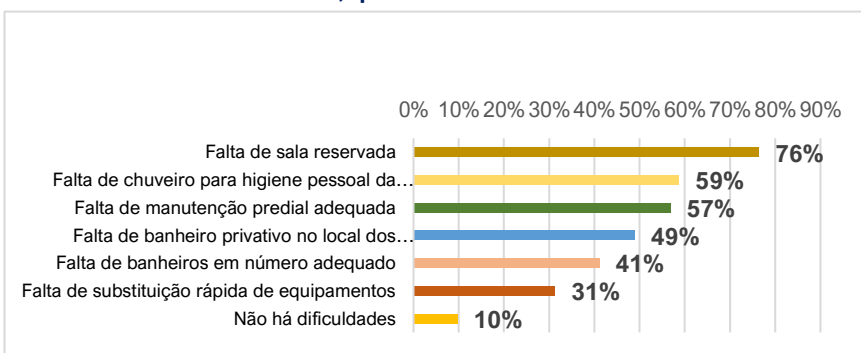 0% 10% 20% 30% 40% 50% 60% 70% 80% 90%
Falta de sala reservada 76%
Falta de chuveiro para higiene pessoal da... 59%
Falta de manutenção predial adequada 57%
Falta de banheiro privativo no local dos... 49%
Falta de banheiros em número adequado 41%
Falta de substituição rápida de equipamentos 31%
Não há dificuldades 10%